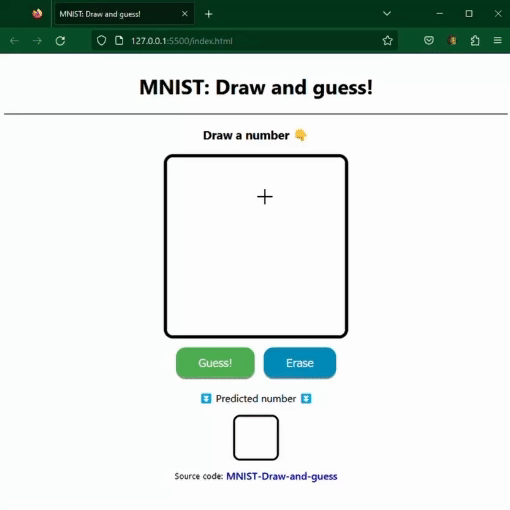 MNIST: Draw and guess!
127.0.0.1:5500/index.html
MNIST: Draw and guess!
Draw a number 👇
Guess! Erase
⏬ Predicted number ⏬
Source code: MNIST-Draw-and-guess